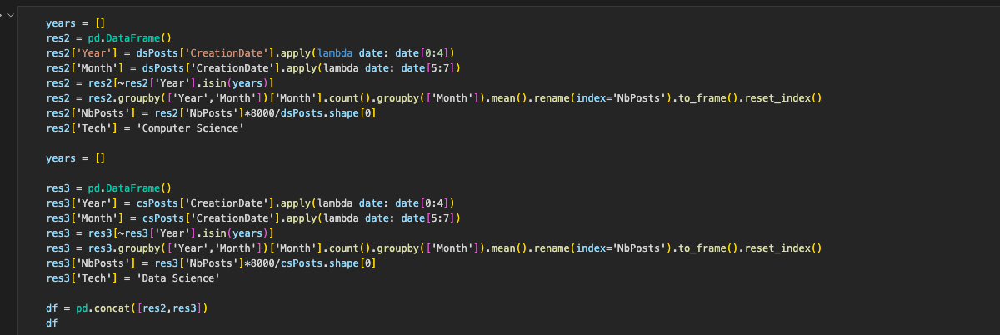 years = []
res2 = pd.DataFrame()
res2['Year'] = dsPosts['CreationDate'].apply(lambda date: date[0:4])
res2['Month'] = dsPosts['CreationDate'].apply(lambda date: date[5:7])
res2 = res2[~res2['Year'].isin(years)]
res2 = res2.groupby(['Year','Month'])['Month'].count().groupby(['Month']).mean().rename(index='NbPosts').to_frame().reset_index()
res2['NbPosts'] = res2['NbPosts']*8000/dsPosts.shape[0]
res2['Tech'] = 'Computer Science'

years = []

res3 = pd.DataFrame()
res3['Year'] = csPosts['CreationDate'].apply(lambda date: date[0:4])
res3['Month'] = csPosts['CreationDate'].apply(lambda date: date[5:7])
res3 = res3[~res3['Year'].isin(years)]
res3 = res3.groupby(['Year','Month'])['Month'].count().groupby(['Month']).mean().rename(index='NbPosts').to_frame().reset_index()
res3['NbPosts'] = res3['NbPosts']*8000/csPosts.shape[0]
res3['Tech'] = 'Data Science'

df = pd.concat([res2,res3])
df